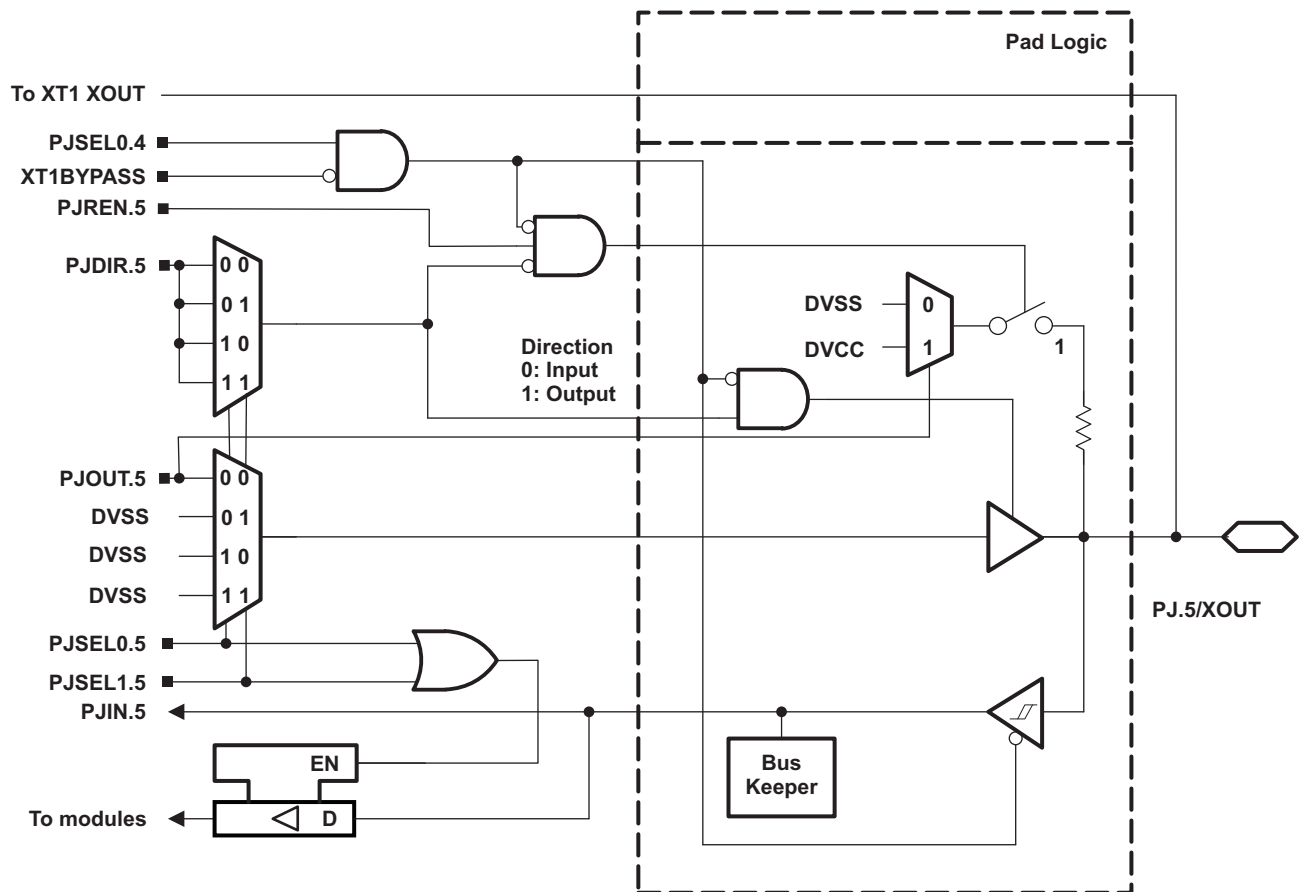 Pad Logic
To XT1 XOUT
PJSEL0.4
XT1BYPASS
PJREN.5
PJDIR.5
0 0
0 1
1 0
1 1
DVSS
0
DVCC
1
1
Direction
0: Input
1: Output
PJOUT.5
0 0
DVSS
0 1
DVSS
1 0
DVSS
1 1
PJ.5/XOUT
PJSEL0.5
PJSEL1.5
PJIN.5
EN
Bus
Keeper
To modules
D